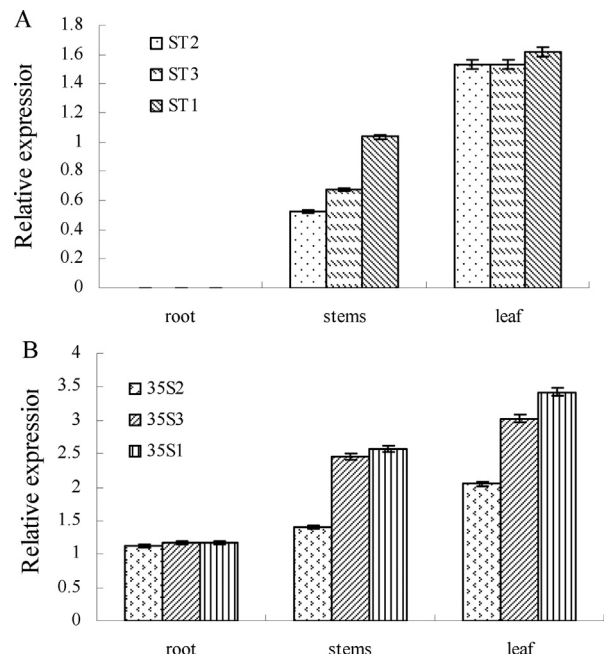 A
1.8
1.6
1.4
1.2
1
0.8
0.6
0.4
0.2
0
Relative expression
ST2
ST3
ST1
root stems leaf
B
4
3.5
3
2.5
2
1.5
1
0.5
0
Relative expression
35S2
35S3
35S1
root stems leaf